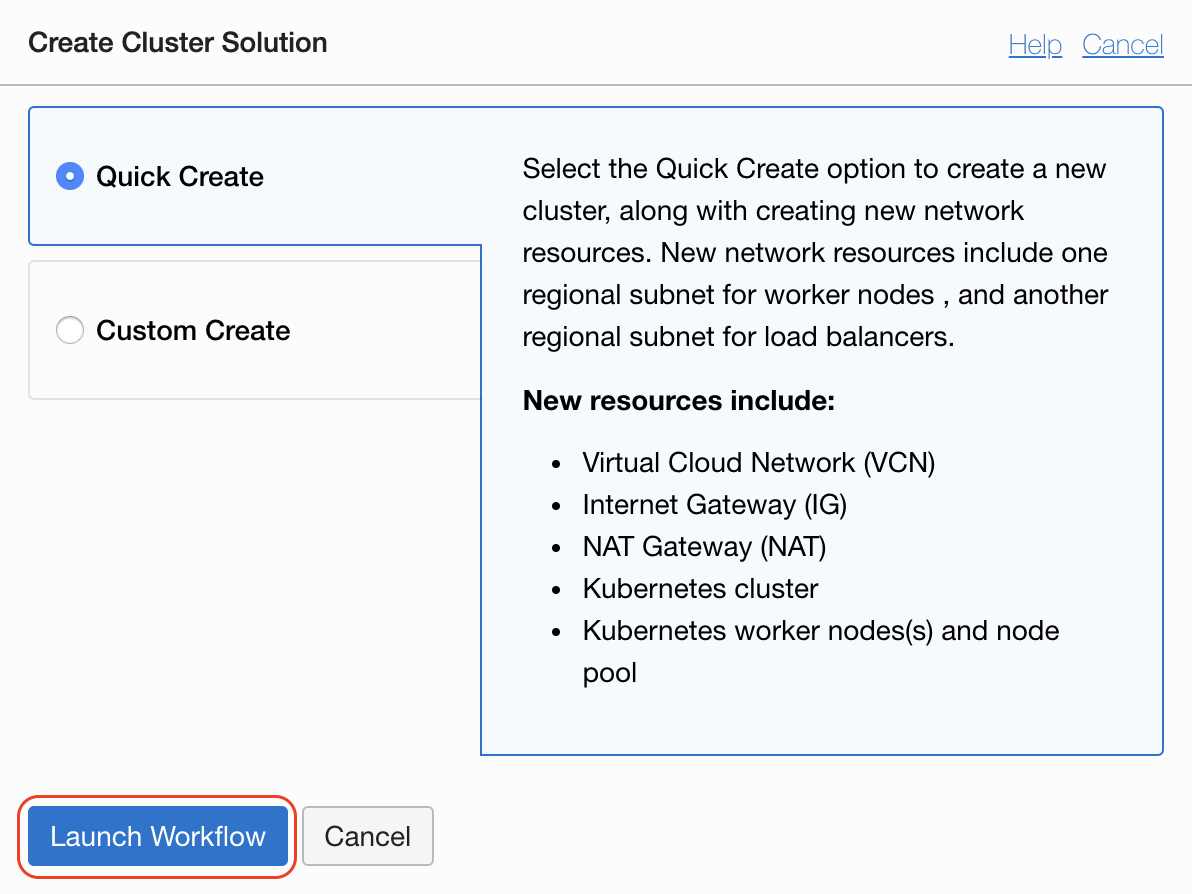 Create Cluster Solution
Help Cancel
Quick Create
Custom Create
Select the Quick Create option to create a new
cluster, along with creating new network
resources. New network resources include one
regional subnet for worker nodes , and another
regional subnet for load balancers.
New resources include:
• Virtual Cloud Network (VCN)
• Internet Gateway (IG)
• NAT Gateway (NAT)
• Kubernetes cluster
• Kubernetes worker nodes(s) and node
pool
Launch Workflow Cancel